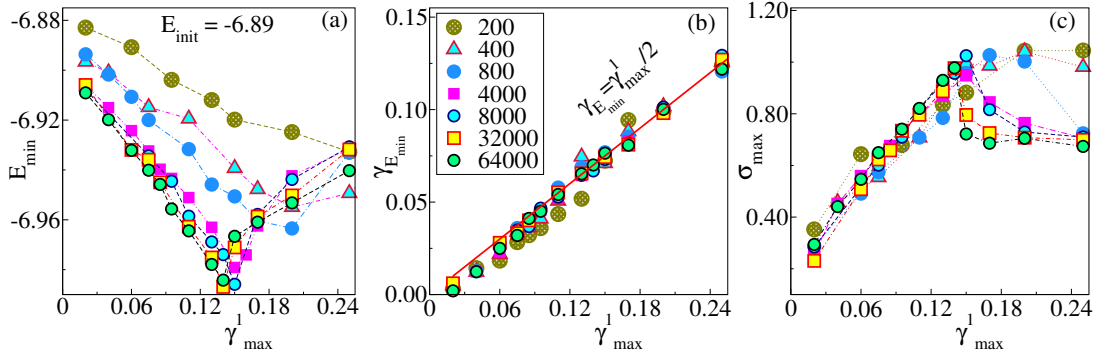 -6.88
-6.92
-6.96
E_min
E_init = -6.89
(a)
0
0.06
0.12
0.18
0.24
γ^1_max
0.15
0.10
0.05
0.00
γ_E_min
200
400
800
4000
8000
32000
64000
γ_E_min=γ^1_max/2
(b)
0
0.06
0.12
0.18
0.24
γ^1_max
1.20
0.80
0.40
σ_max
(c)
0
0.06
0.12
0.18
0.24
γ^1_max